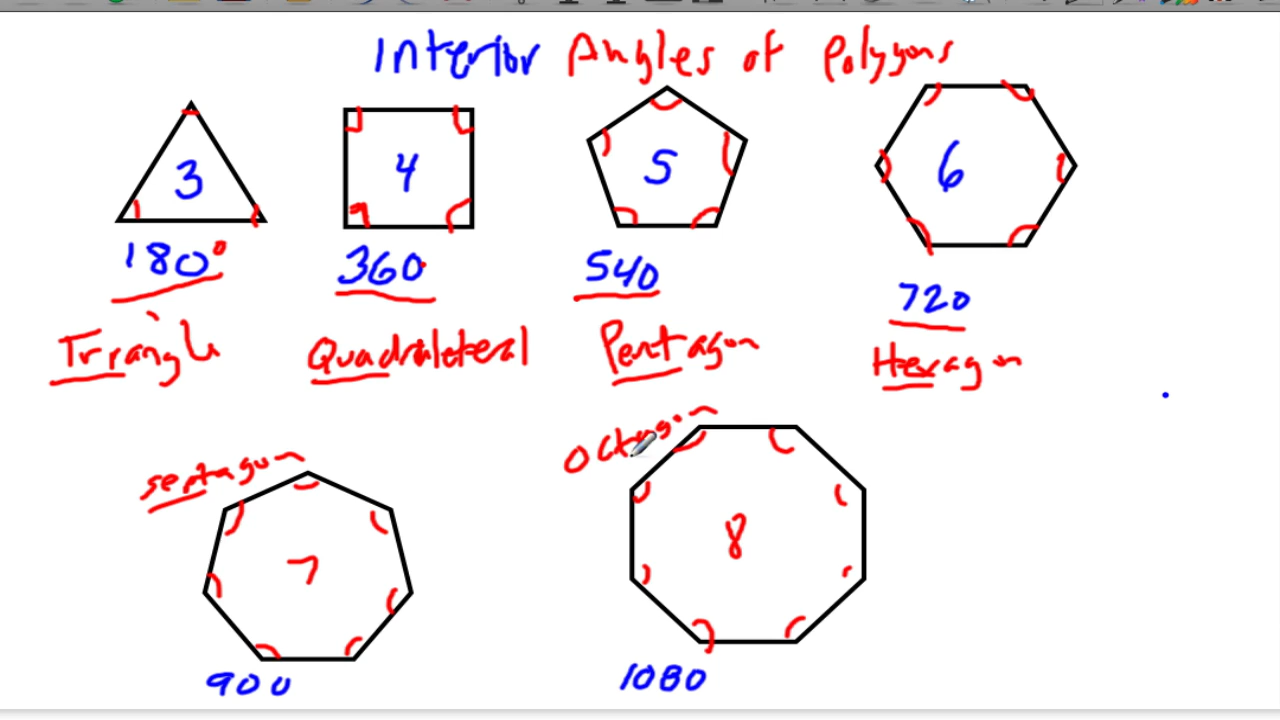 Interior Angles of Polygons
3 4 5 6
180° 360° 540 720
Triangle Quadrilateral Pentagon Hexagon
septagon octagon
7 8
900 1080